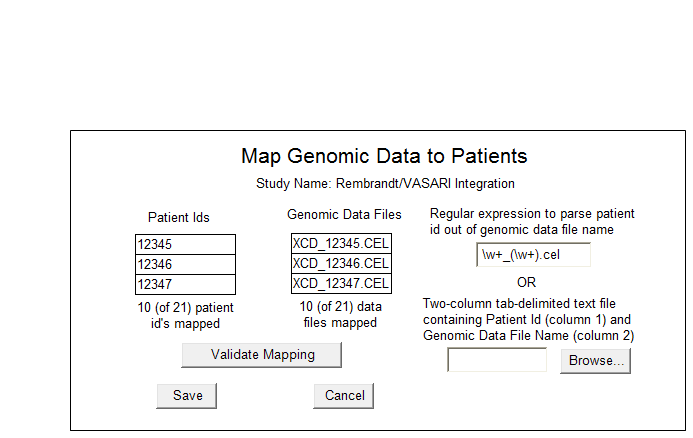 Map Genomic Data to Patients
Study Name: Rembrandt/VASARI Integration
Patient Ids
12345
12346
12347
10 (of 21) patient
id's mapped
Genomic Data Files
XCD_12345.CEL
XCD_12346.CEL
XCD_12347.CEL
10 (of 21) data
files mapped
Regular expression to parse patient
id out of genomic data file name
\w+_(\w+).cel
OR
Two-column tab-delimited text file
containing Patient Id (column 1) and
Genomic Data File Name (column 2)
Browse...
Validate Mapping
Save
Cancel